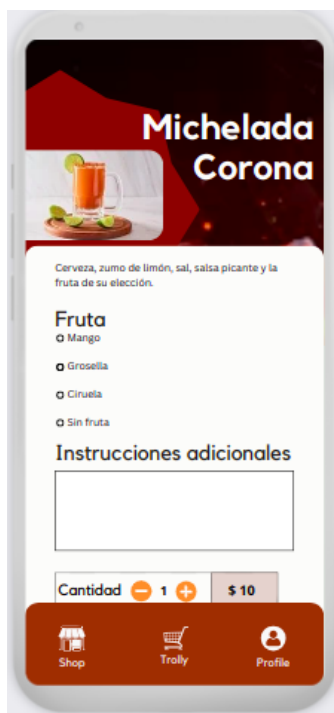 Michelada
Corona
Cerveza, zumo de limón, sal, salsa picante y la
fruta de su elección.
Fruta
Mango
Grosella
Ciruela
Sin fruta
Instrucciones adicionales
Cantidad 1 $ 10
Shop Trolly Profile